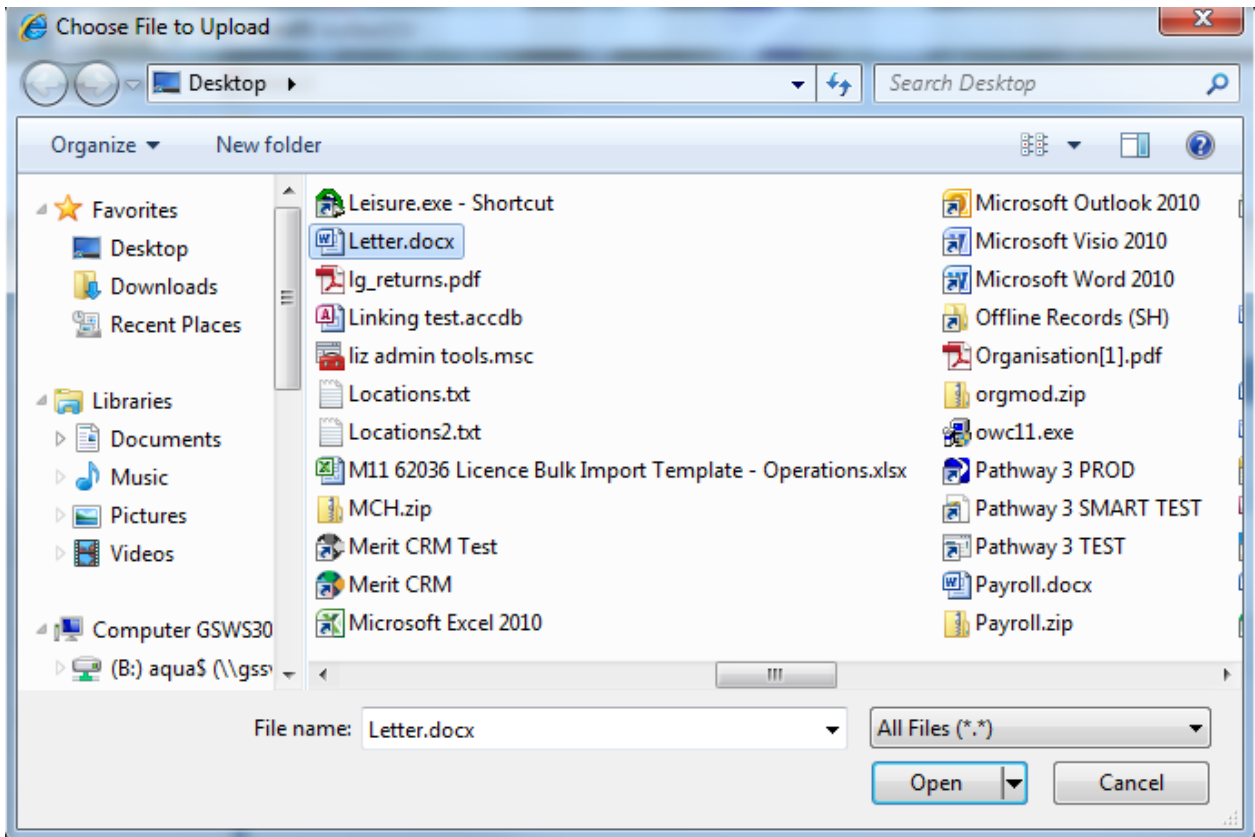 Choose File to Upload
Desktop
Search Desktop
Organize
New folder
Favorites
Desktop
Downloads
Recent Places
Libraries
Documents
Music
Pictures
Videos
Computer GSWS30
(B:) aqua$ (\\gss
Leisure.exe - Shortcut
Letter.docx
lg_returns.pdf
Linking test.accdb
liz admin tools.msc
Locations.txt
Locations2.txt
M11 62036 Licence Bulk Import Template - Operations.xlsx
MCH.zip
Merit CRM Test
Merit CRM
Microsoft Excel 2010
Microsoft Outlook 2010
Microsoft Visio 2010
Microsoft Word 2010
Offline Records (SH)
Organisation[1].pdf
orgmod.zip
owc11.exe
Pathway 3 PROD
Pathway 3 SMART TEST
Pathway 3 TEST
Payroll.docx
Payroll.zip
File name: Letter.docx
All Files (*.*)
Open
Cancel